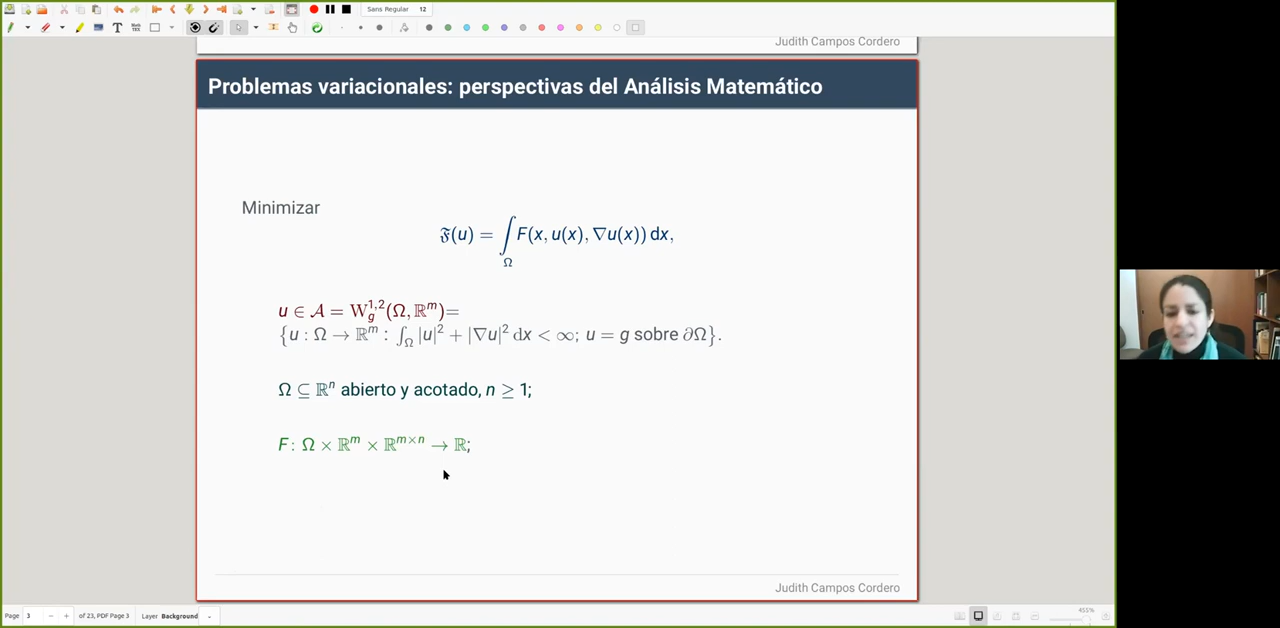 Sans Regular 12
Judith Campos Cordero
Problemas variacionales: perspectivas del Análisis Matemático
Minimizar
𝔉(u) = ∫_Ω F(x, u(x), ∇u(x)) dx,
u ∈ 𝒜 = W_g^{1,2}(Ω, ℝ^m)=
{u : Ω → ℝ^m : ∫_Ω |u|² + |∇u|² dx < ∞; u = g sobre ∂Ω}.
Ω ⊆ ℝ^n abierto y acotado, n ≥ 1;
F: Ω × ℝ^m × ℝ^{m×n} → ℝ;
Judith Campos Cordero
Page 3 of 23, PDF Page 3 Layer Background 455%